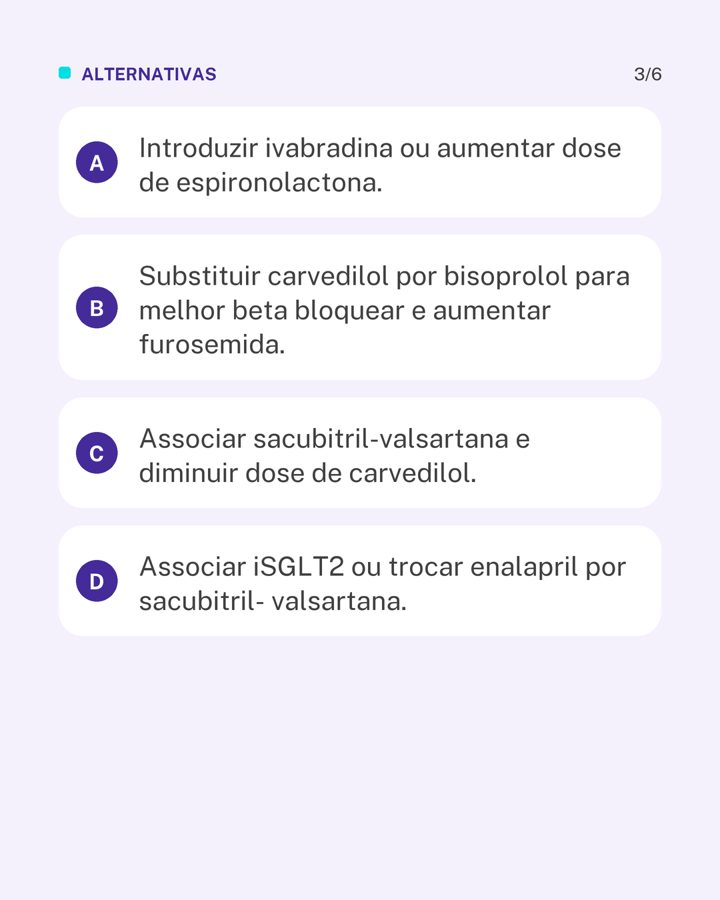 ALTERNATIVAS
3/6
A
Introduzir ivabradina ou aumentar dose
de espironolactona.
B
Substituir carvedilol por bisoprolol para
melhor beta bloquear e aumentar
furosemida.
C
Associar sacubitril-valsartana e
diminuir dose de carvedilol.
D
Associar iSGLT2 ou trocar enalapril por
sacubitril- valsartana.